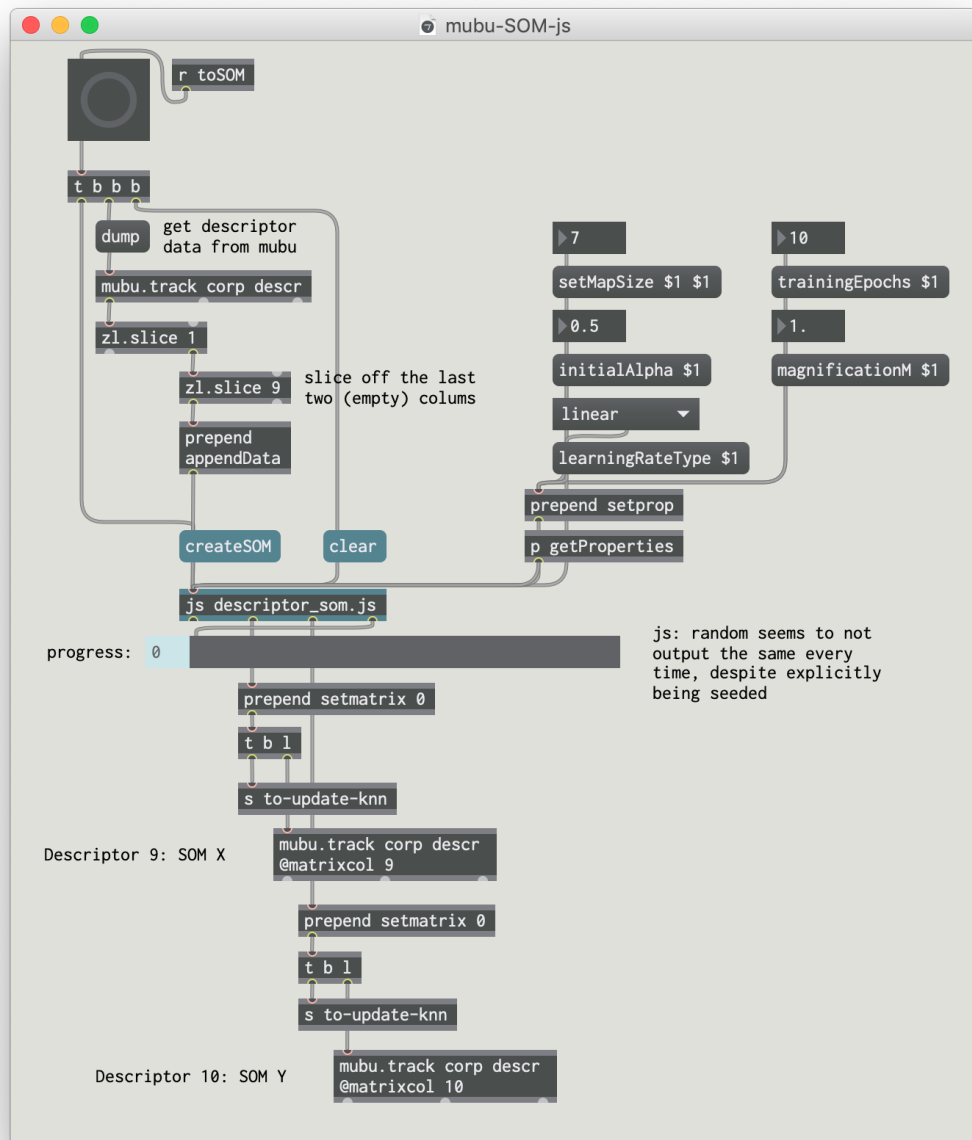 mubu-SOM-js
r toSOM
t b b b
dump
get descriptor
data from mubu
mubu.track corp descr
zl.slice 1
zl.slice 9
slice off the last
two (empty) colums
prepend
appendData
7
10
setMapSize $1 $1
trainingEpochs $1
0.5
1.
initialAlpha $1
magnificationM $1
linear
learningRateType $1
prepend setprop
createSOM
clear
p getProperties
js descriptor_som.js
progress:
0
js: random seems to not
output the same every
time, despite explicitly
being seeded
prepend setmatrix 0
t b l
s to-update-knn
Descriptor 9: SOM X
mubu.track corp descr
@matrixcol 9
prepend setmatrix 0
t b l
s to-update-knn
Descriptor 10: SOM Y
mubu.track corp descr
@matrixcol 10